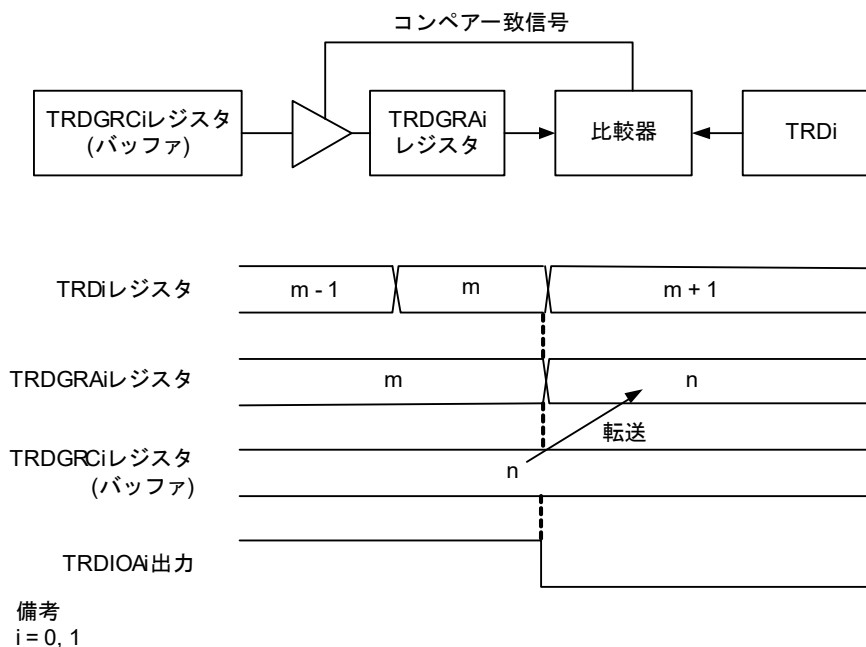 コンペアー致信号
TRDGRCiレジスタ
(バッファ)
TRDGRAi
レジスタ
比較器
TRDi
TRDiレジスタ
m - 1
m
m + 1
TRDGRAiレジスタ
m
n
転送
TRDGRCiレジスタ
(バッファ)
n
TRDIOAi出力
備考
i = 0, 1